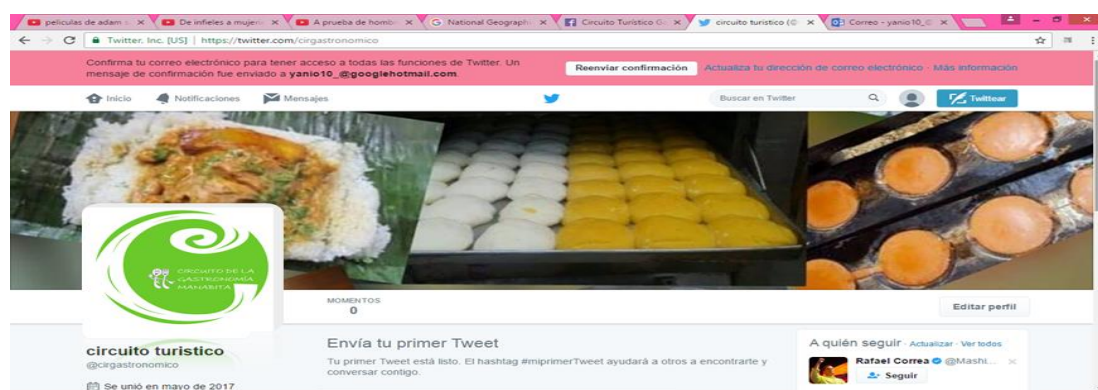 peliculas de adam s
De infieles a mujeri
A prueba de hombr
National Geographi
Circuito Turístico G
circuito turistico (@
Correo - yanio10_@
Twitter, Inc. [US] | https://twitter.com/cirgastronomico
Confirma tu correo electrónico para tener acceso a todas las funciones de Twitter. Un
mensaje de confirmación fue enviado a yanio10_@googlehotmail.com.
Reenviar confirmación
Actualiza tu dirección de correo electrónico · Más información
Inicio
Notificaciones
Mensajes
Buscar en Twitter
Twittear
CIRCUITO DE LA
GASTRONOMÍA
MANABITA
MOMENTOS
0
Editar perfil
circuito turistico
@cirgastronomico
Se unió en mayo de 2017
Envía tu primer Tweet
Tu primer Tweet está listo. El hashtag #miprimerTweet ayudará a otros a encontrarte y
conversar contigo.
A quién seguir · Actualizar · Ver todos
Rafael Correa @Mashi...
Seguir